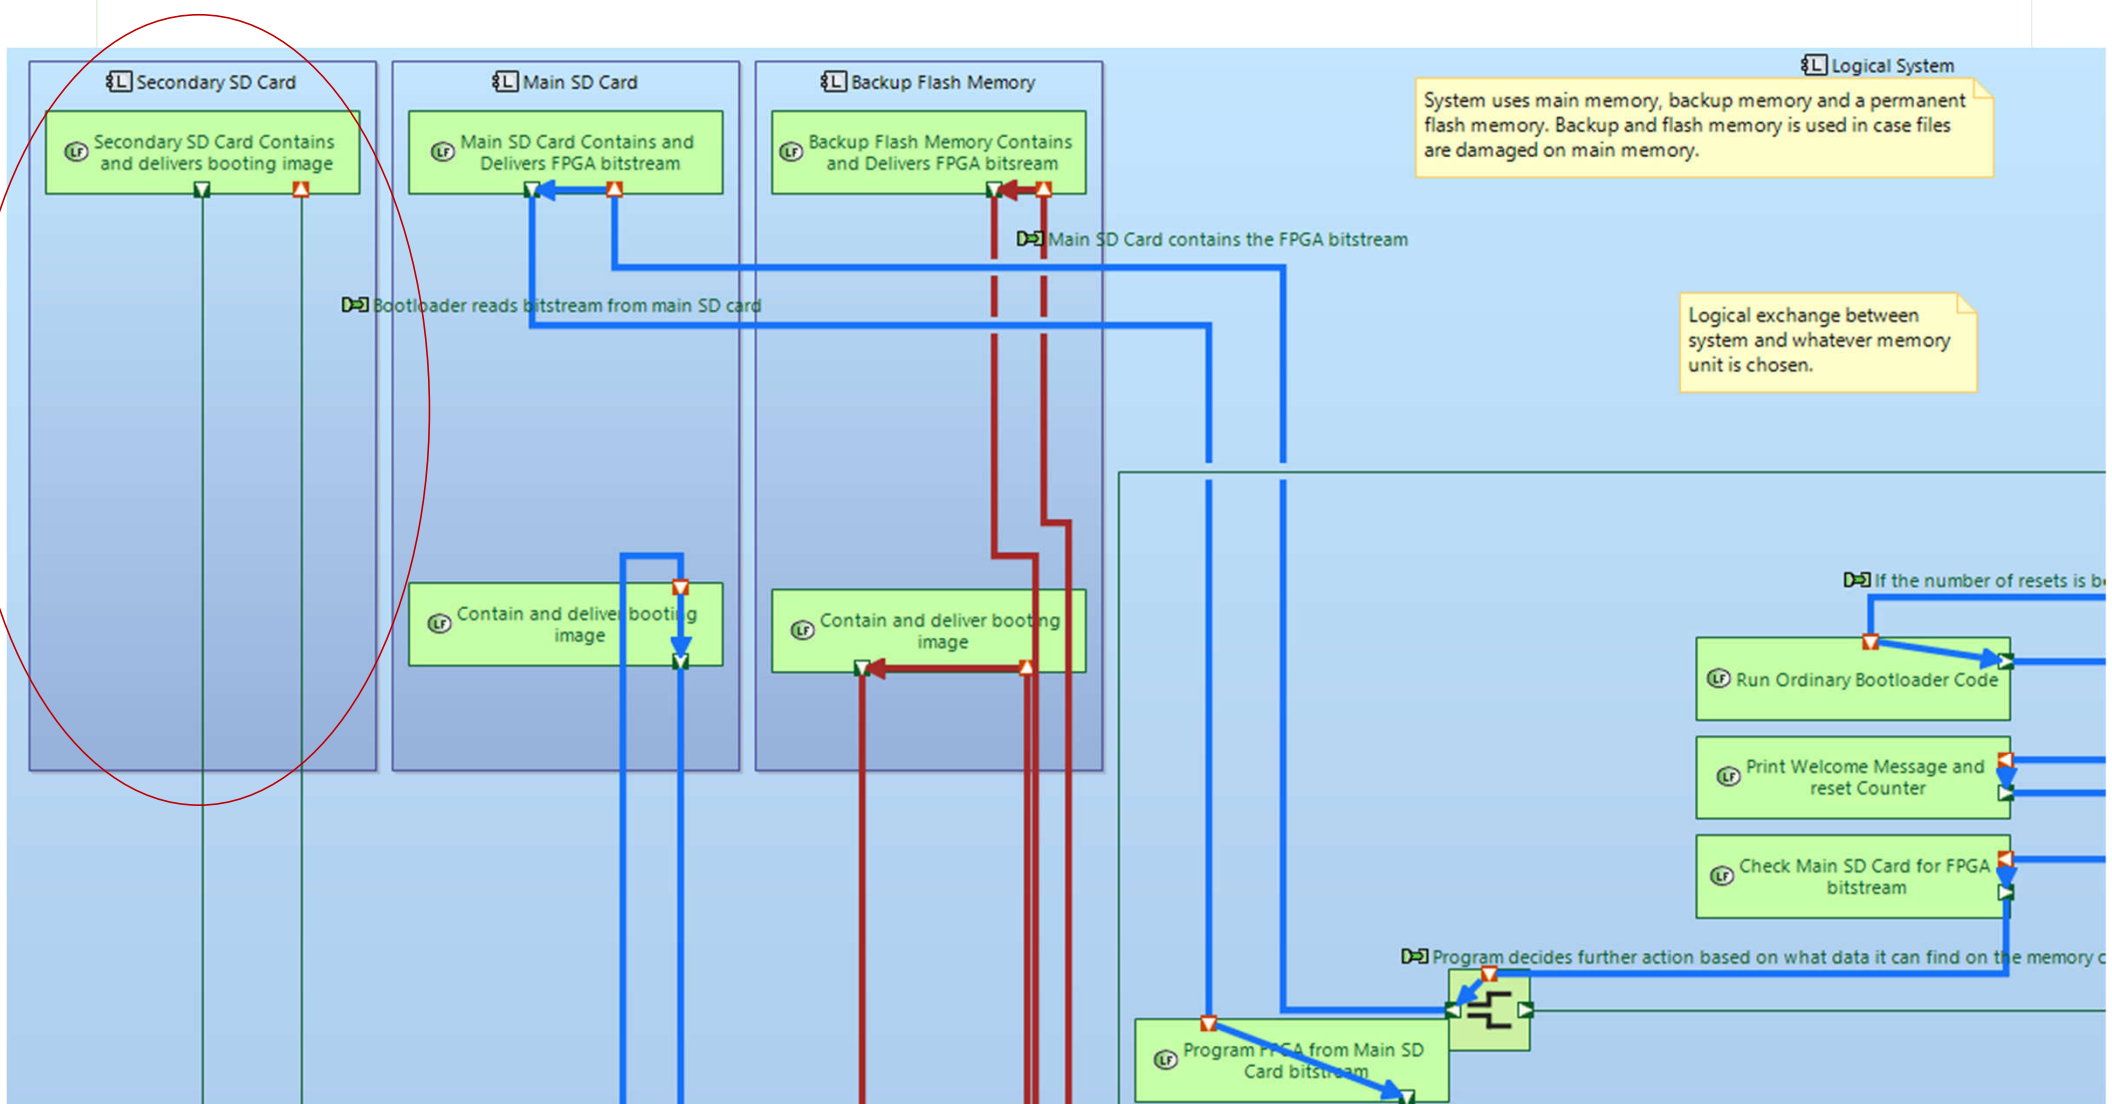 Secondary SD Card
Main SD Card
Backup Flash Memory
Logical System
Secondary SD Card Contains
and delivers booting image
Main SD Card Contains and
Delivers FPGA bitstream
Backup Flash Memory Contains
and Delivers FPGA bitsream
System uses main memory, backup memory and a permanent
flash memory. Backup and flash memory is used in case files
are damaged on main memory.
Main SD Card contains the FPGA bitstream
Bootloader reads bitstream from main SD card
Logical exchange between
system and whatever memory
unit is chosen.
If the number of resets is
Contain and deliver booting
image
Contain and deliver booting
image
Run Ordinary Bootloader Code
Print Welcome Message and
reset Counter
Check Main SD Card for FPGA
bitstream
Program decides further action based on what data it can find on the memory
Program FPGA from Main SD
Card bitstream